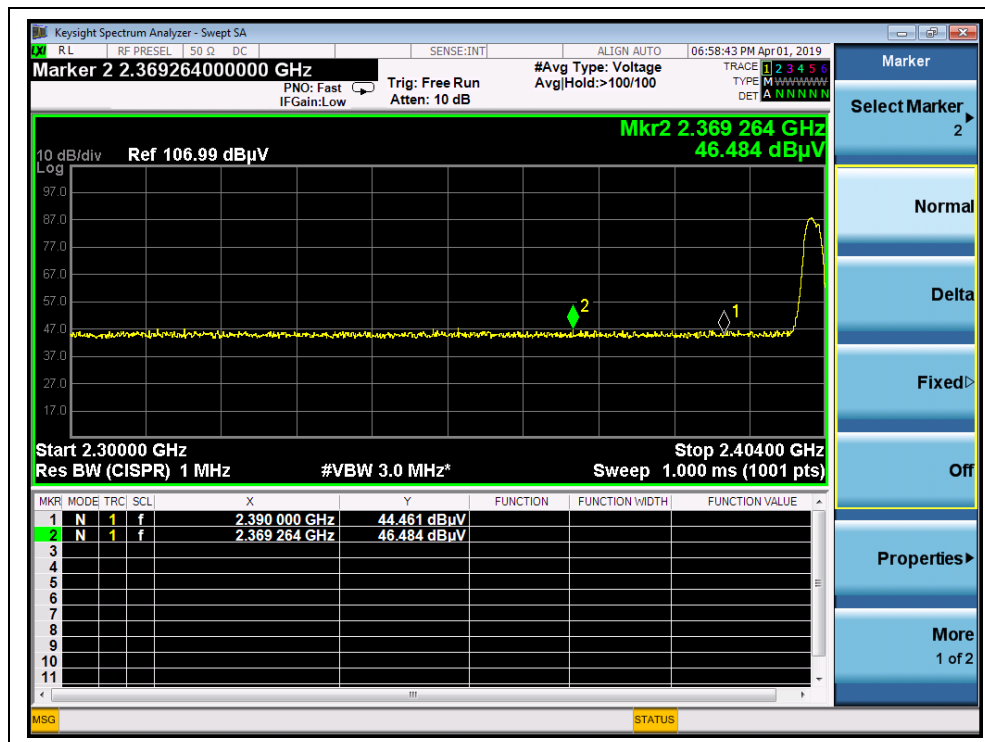 Keysight Spectrum Analyzer - Swept SA
LXI RL RF PRESEL 50 Ω DC SENSE:INT ALIGN AUTO 06:58:43 PM Apr 01, 2019
Marker 2 2.369264000000 GHz
PNO: Fast
IFGain:Low
Trig: Free Run
Atten: 10 dB
#Avg Type: Voltage
Avg|Hold:>100/100
TRACE 1 2 3 4 5 6
TYPE M WWWWW
DET A N N N N N
Mkr2 2.369 264 GHz
46.484 dBµV
10 dB/div Ref 106.99 dBµV
Log
97.0
87.0
77.0
67.0
57.0
47.0
37.0
27.0
17.0
2
1
Start 2.30000 GHz Stop 2.40400 GHz
Res BW (CISPR) 1 MHz #VBW 3.0 MHz* Sweep 1.000 ms (1001 pts)
MKR MODE TRC SCL X Y FUNCTION FUNCTION WIDTH FUNCTION VALUE
1 N 1 f 2.390 000 GHz 44.461 dBµV
2 N 1 f 2.369 264 GHz 46.484 dBµV
3
4
5
6
7
8
9
10
11
MSG STATUS
Marker
Select Marker
2
Normal
Delta
Fixed
Off
Properties
More
1 of 2